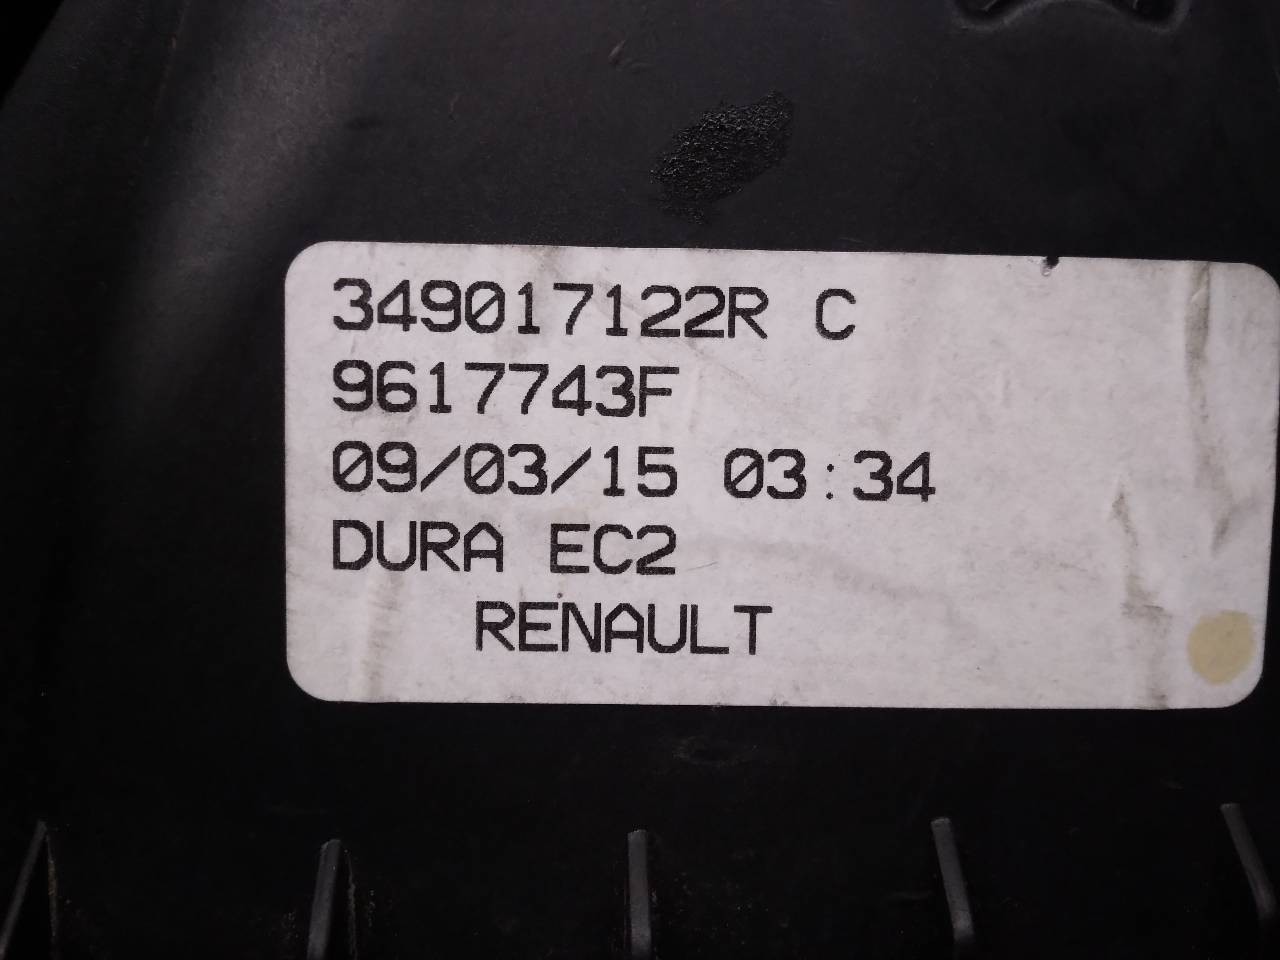 349017122R C
9617743F
09/03/15 03:34
DURA EC2
RENAULT